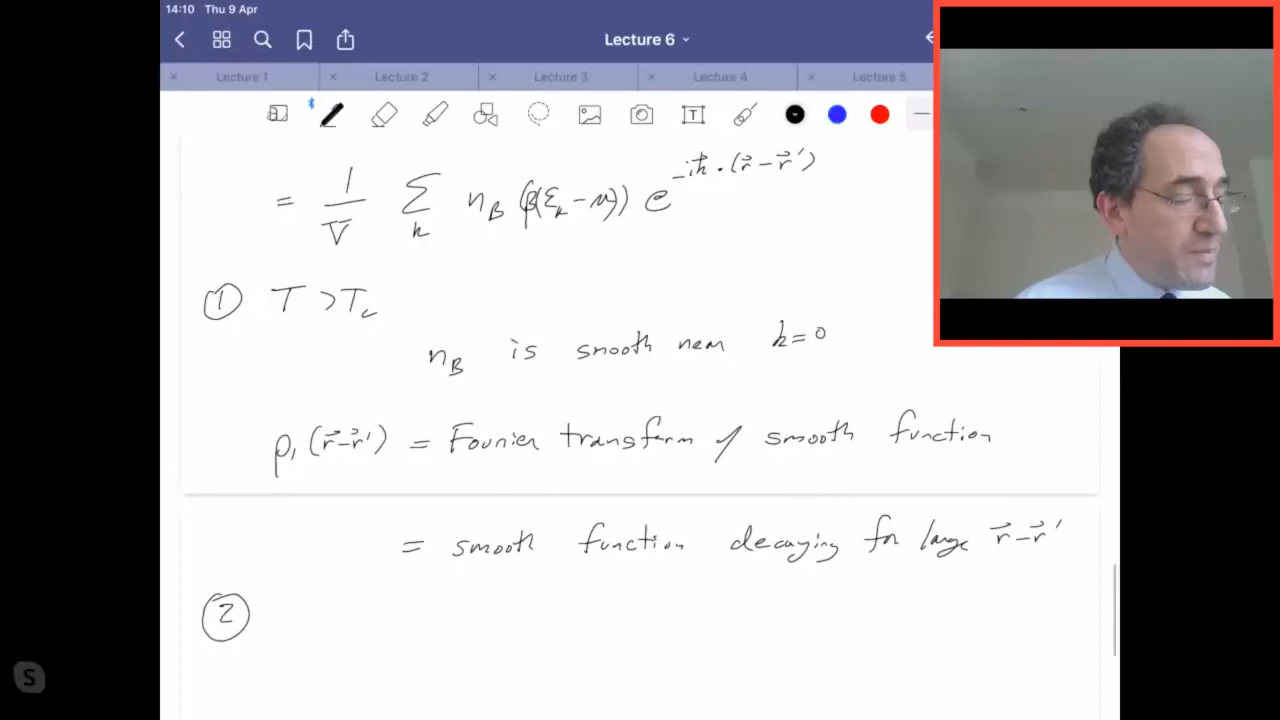 14:10 Thu 9 Apr
Lecture 6
Lecture 1 Lecture 2 Lecture 3 Lecture 4 Lecture 5
T
= 1/V Σ_k n_B (β(ε_k − μ)) e^{−i k⃗ · (r⃗ − r⃗ ′)}
① T > T_c
n_B is smooth near k = 0
ρ_1 (r⃗ − r⃗ ′) = Fourier transform of smooth function
= smooth function decaying for large r⃗ − r⃗ ′
②
S